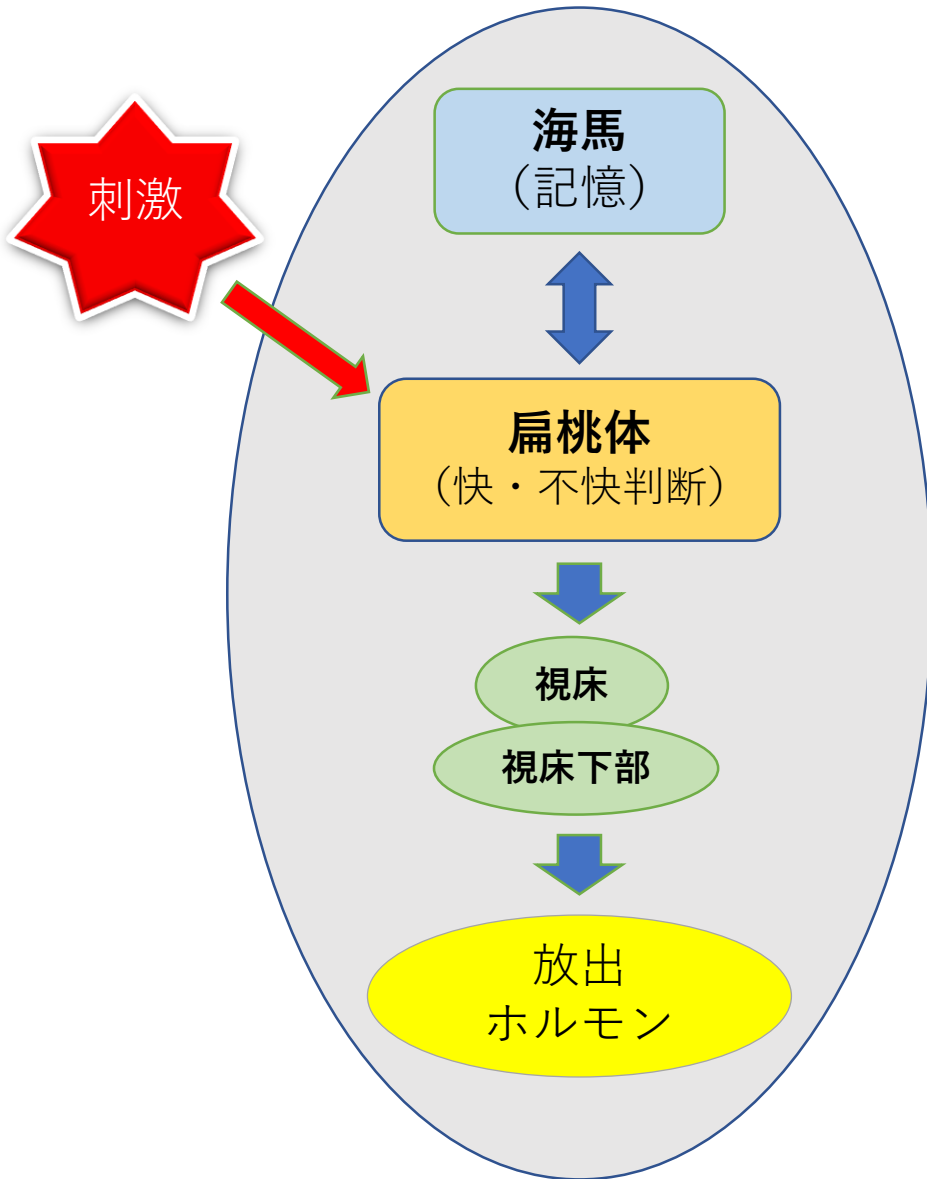 刺激
海馬
（記憶）
扁桃体
（快・不快判断）
視床
視床下部
放出
ホルモン